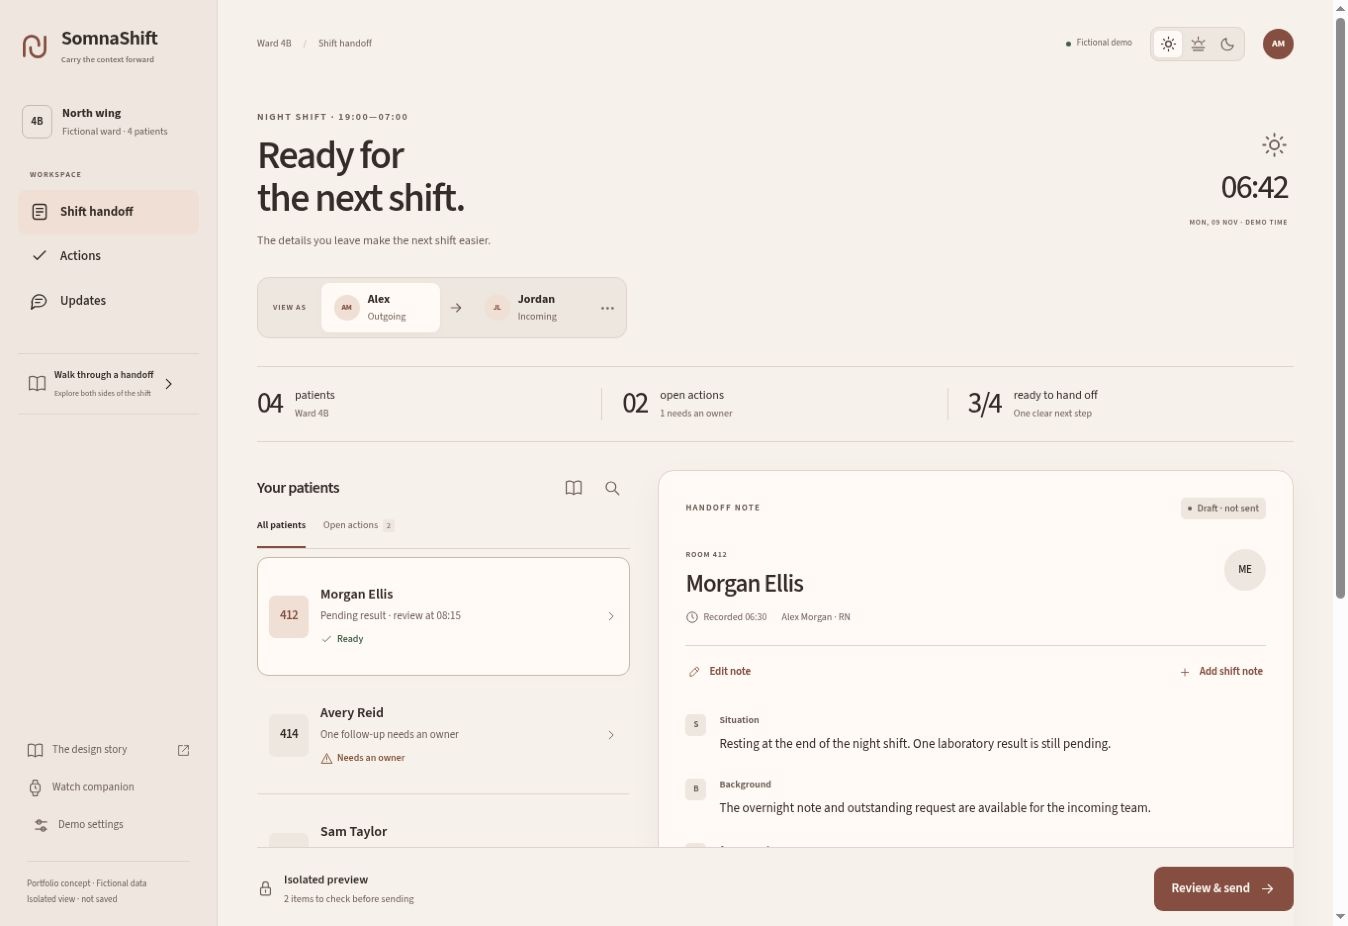 SomnaShift
Carry the context forward
4B
North wing
Fictional ward · 4 patients
WORKSPACE
Shift handoff
Actions
Updates
Walk through a handoff
Explore both sides of the shift
The design story
Watch companion
Demo settings
Portfolio concept · Fictional data
Isolated view · not saved
Ward 4B / Shift handoff
Fictional demo
AM
NIGHT SHIFT · 19:00—07:00
Ready for
the next shift.
The details you leave make the next shift easier.
06:42
MON, 09 NOV · DEMO TIME
VIEW AS
AM
Alex
Outgoing
JL
Jordan
Incoming
04
patients
Ward 4B
02
open actions
1 needs an owner
3/4
ready to hand off
One clear next step
Your patients
All patients
Open actions 2
412
Morgan Ellis
Pending result · review at 08:15
Ready
414
Avery Reid
One follow-up needs an owner
Needs an owner
Sam Taylor
HANDOFF NOTE
Draft · not sent
ROOM 412
Morgan Ellis
ME
Recorded 06:30
Alex Morgan · RN
Edit note
Add shift note
S
Situation
Resting at the end of the night shift. One laboratory result is still pending.
B
Background
The overnight note and outstanding request are available for the incoming team.
Isolated preview
2 items to check before sending
Review & send